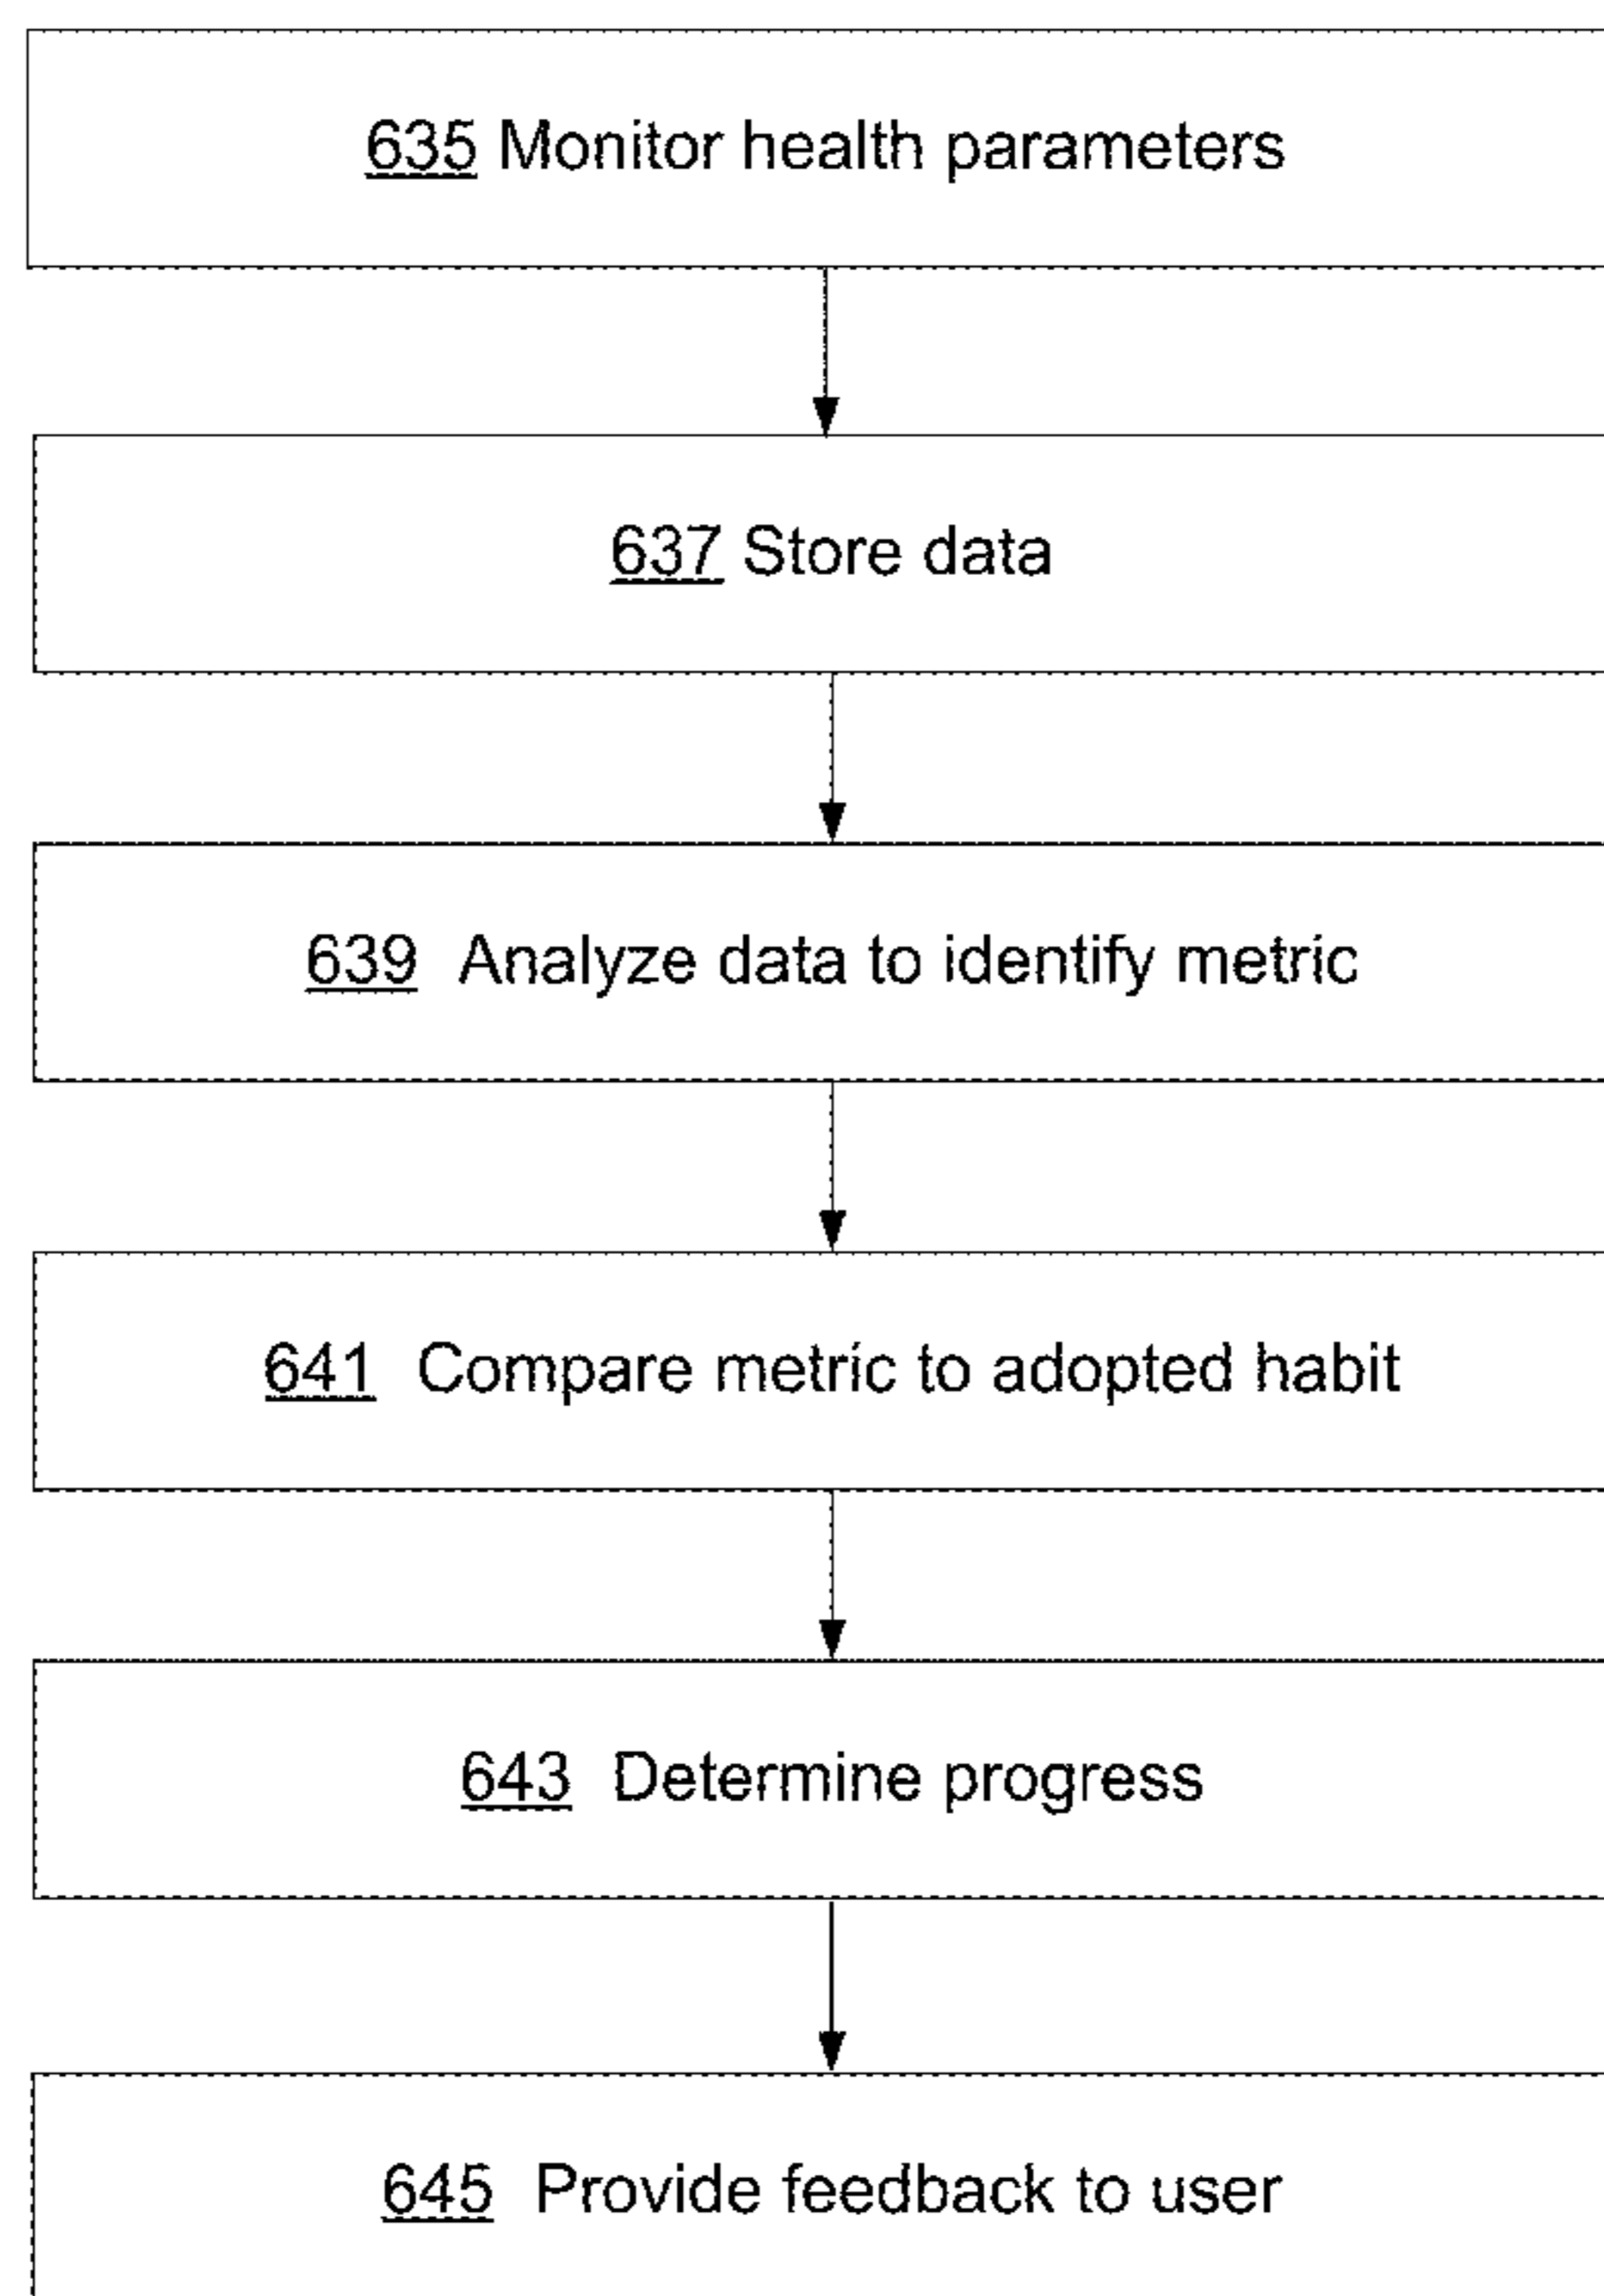 635 Monitor health parameters
637 Store data
639 Analyze data to identify metric
641 Compare metric to adopted habit
643 Determine progress
645 Provide feedback to user